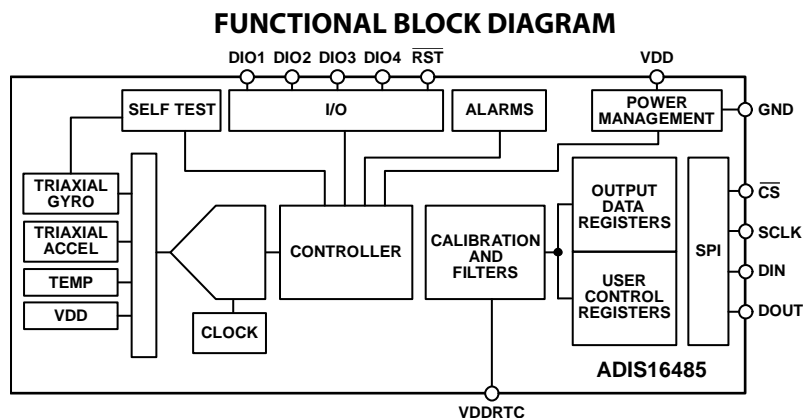 FUNCTIONAL BLOCK DIAGRAM
DIO1 DIO2 DIO3 DIO4 RST VDD
SELF TEST
I/O
ALARMS
POWER
MANAGEMENT
GND
TRIAXIAL
GYRO
TRIAXIAL
ACCEL
TEMP
VDD
CLOCK
CONTROLLER
CALIBRATION
AND
FILTERS
OUTPUT
DATA
REGISTERS
USER
CONTROL
REGISTERS
SPI
CS
SCLK
DIN
DOUT
ADIS16485
VDDRTC